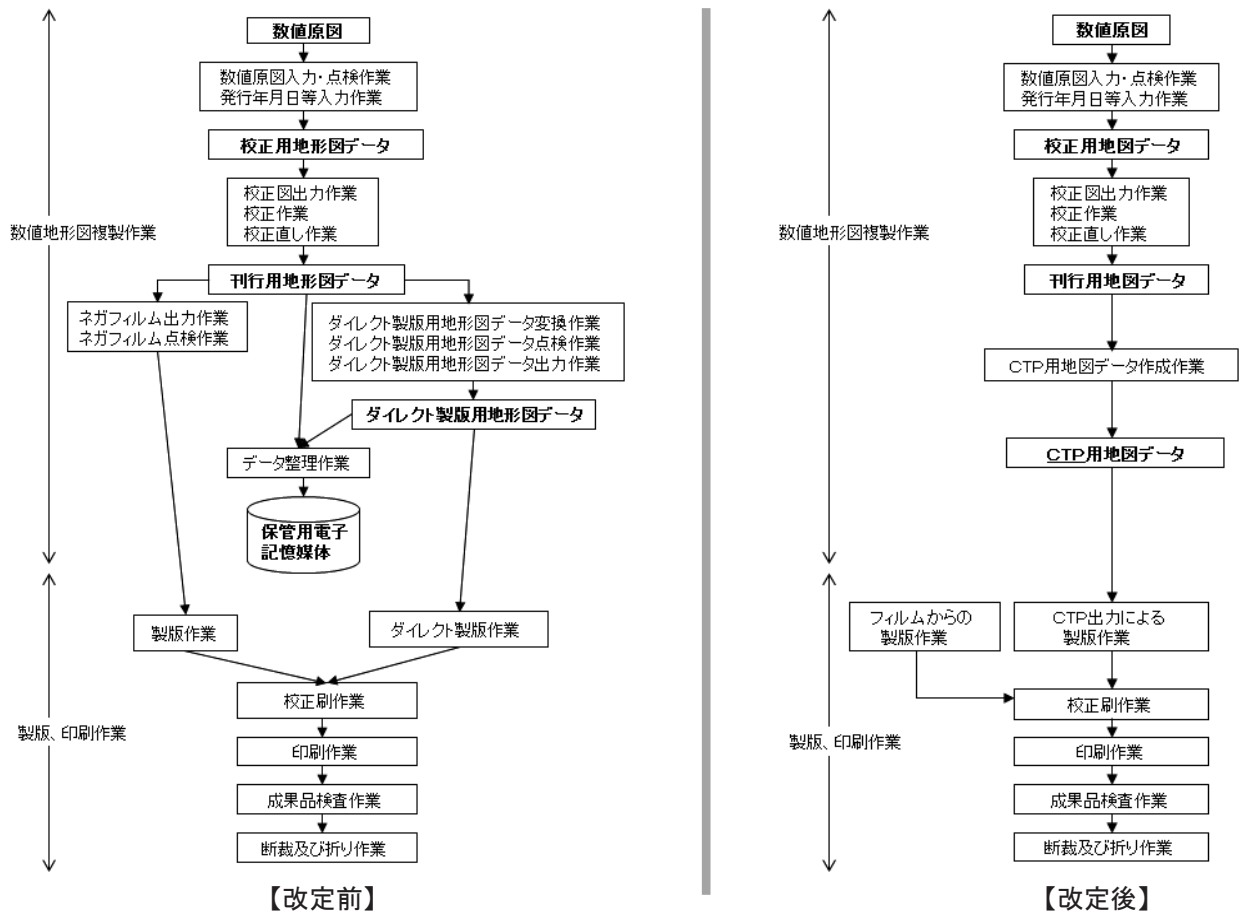 数値原図
数値原図入力・点検作業
発行年月日等入力作業
校正用地形図データ
校正図出力作業
校正作業
校正直し作業
数値地形図複製作業
刊行用地形図データ
ネガフィルム出力作業
ネガフィルム点検作業
ダイレクト製版用地形図データ変換作業
ダイレクト製版用地形図データ点検作業
ダイレクト製版用地形図データ出力作業
ダイレクト製版用地形図データ
データ整理作業
保管用電子
記憶媒体
製版作業
ダイレクト製版作業
校正刷作業
製版、印刷作業
印刷作業
成果品検査作業
断裁及び折り作業
【改定前】
数値原図
数値原図入力・点検作業
発行年月日等入力作業
校正用地図データ
校正図出力作業
校正作業
校正直し作業
数値地形図複製作業
刊行用地図データ
CTP用地図データ作成作業
CTP用地図データ
フィルムからの
製版作業
CTP出力による
製版作業
校正刷作業
製版、印刷作業
印刷作業
成果品検査作業
断裁及び折り作業
【改定後】